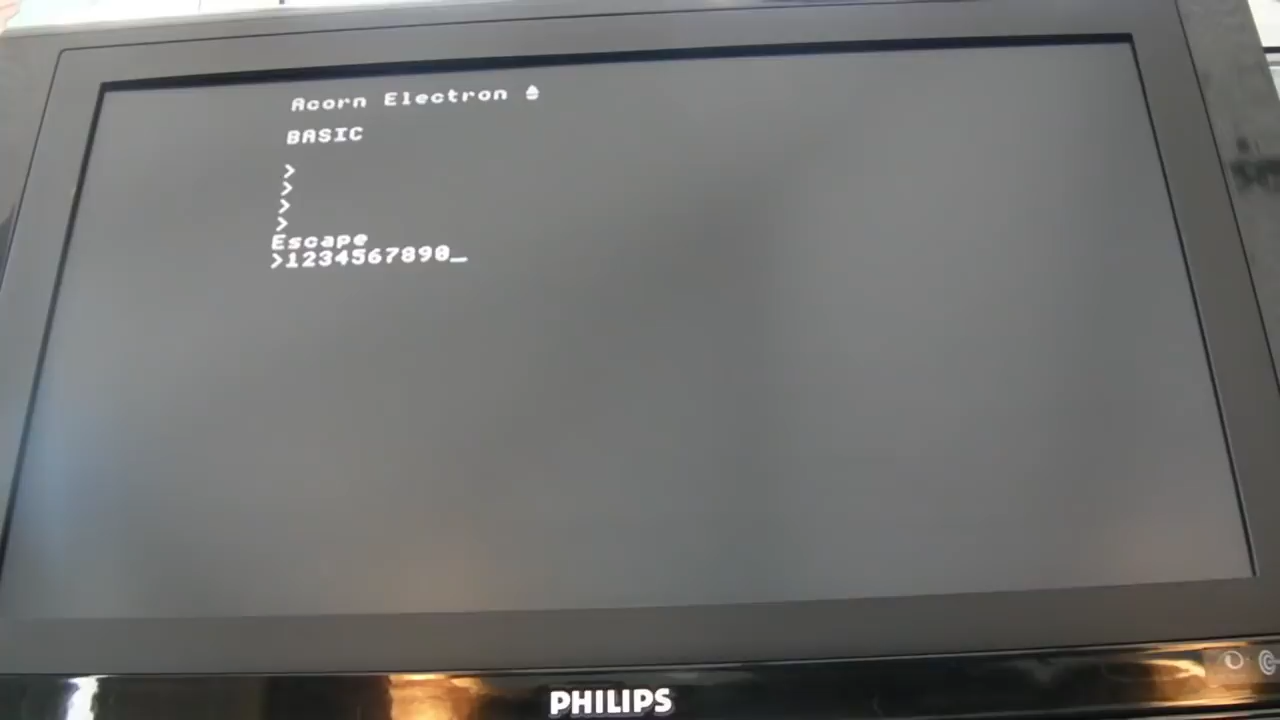 Acorn Electron
BASIC
>
>
>
>
Escape
>1234567890_
PHILIPS